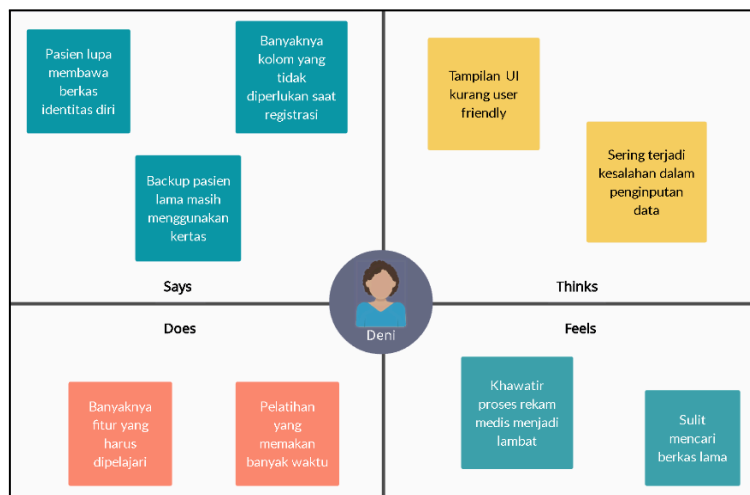 Pasien lupa
membawa
berkas
identitas diri
Banyaknya
kolom yang
tidak
diperlukan saat
registrasi
Backup pasien
lama masih
menggunakan
kertas
Says
Tampilan UI
kurang user
friendly
Sering terjadi
kesalahan dalam
penginputan
data
Thinks
Deni
Does
Banyaknya
fitur yang
harus
dipelajari
Pelatihan
yang
memakan
banyak waktu
Feels
Khawatir
proses rekam
medis menjadi
lambat
Sulit
mencari
berkas lama